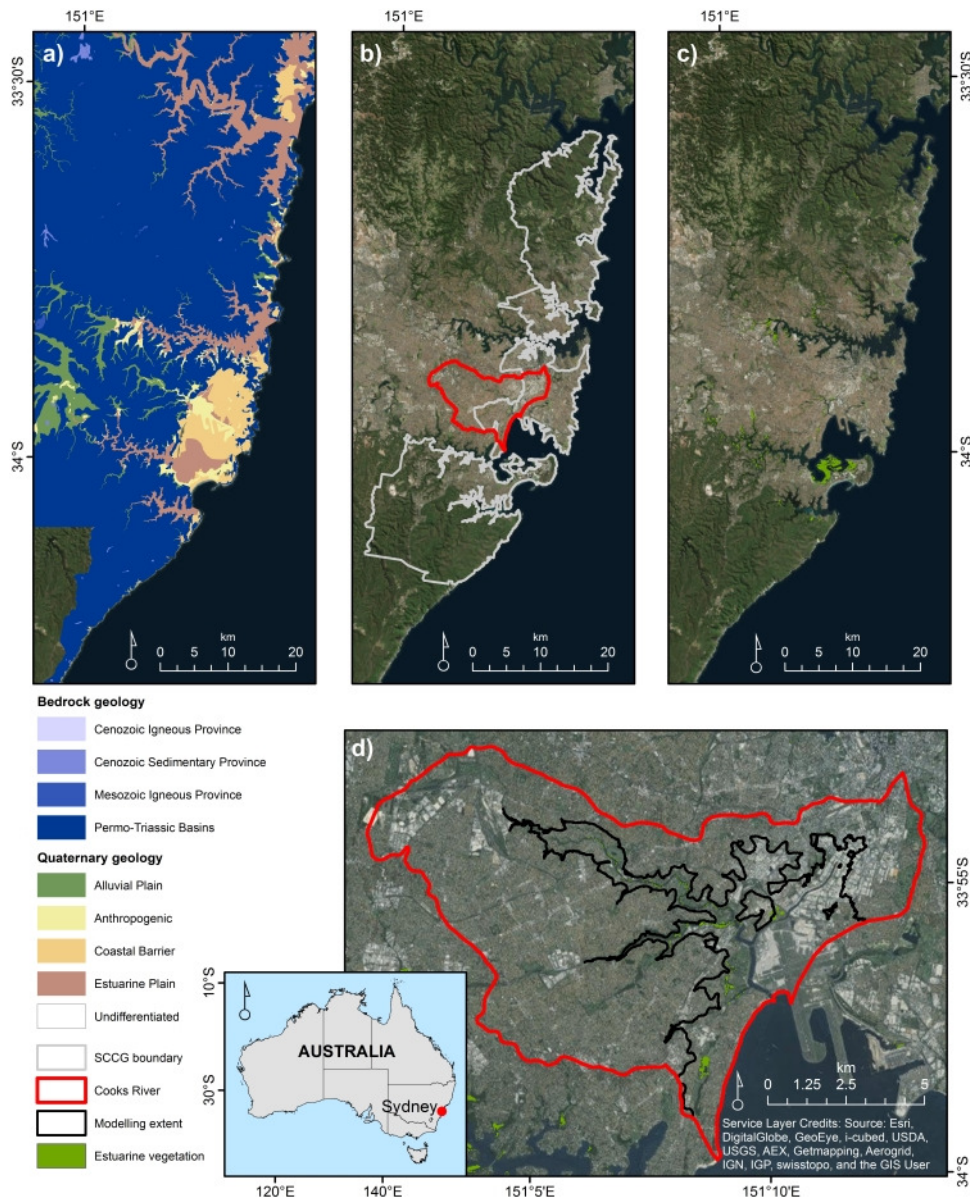 151°E
151°E
151°E
a)
b)
c)
33°30'S
33°30'S
34°S
34°S
km
0 5 10 20
km
0 5 10 20
km
0 5 10 20
Bedrock geology
Cenozoic Igneous Province
Cenozoic Sedimentary Province
Mesozoic Igneous Province
Permo-Triassic Basins
Quaternary geology
Alluvial Plain
Anthropogenic
Coastal Barrier
Estuarine Plain
Undifferentiated
SCCG boundary
Cooks River
Modelling extent
Estuarine vegetation
10°S
30°S
AUSTRALIA
Sydney
120°E
140°E
d)
33°55'S
34°S
km
0 1.25 2.5 5
Service Layer Credits: Source: Esri,
DigitalGlobe, GeoEye, i-cubed, USDA,
USGS, AEX, Getmapping, Aerogrid,
IGN, IGP, swisstopo, and the GIS User
151°5'E
151°10'E